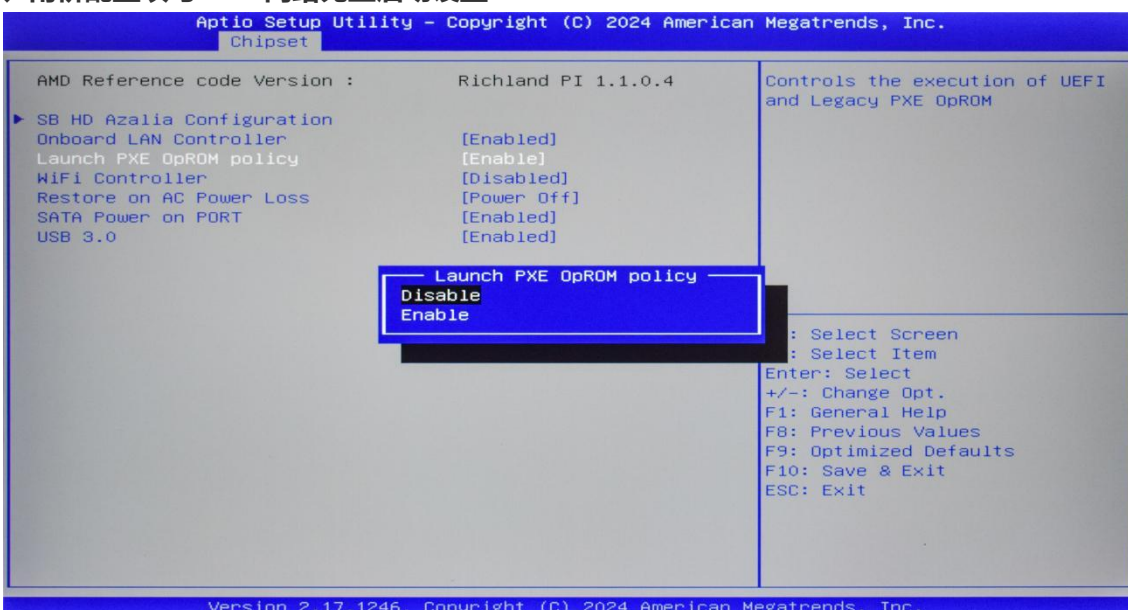 Aptio Setup Utility – Copyright (C) 2024 American Megatrends, Inc.
Chipset
AMD Reference code Version : Richland PI 1.1.0.4
SB HD Azalia Configuration
Onboard LAN Controller [Enabled]
Launch PXE OpROM policy [Enable]
WiFi Controller [Disabled]
Restore on AC Power Loss [Power Off]
SATA Power on PORT [Enabled]
USB 3.0 [Enabled]
Controls the execution of UEFI
and Legacy PXE OpROM
Launch PXE OpROM policy
Disable
Enable
: Select Screen
: Select Item
Enter: Select
+/-: Change Opt.
F1: General Help
F8: Previous Values
F9: Optimized Defaults
F10: Save & Exit
ESC: Exit
Version 2.17.1246. Copyright (C) 2024 American Megatrends, Inc.